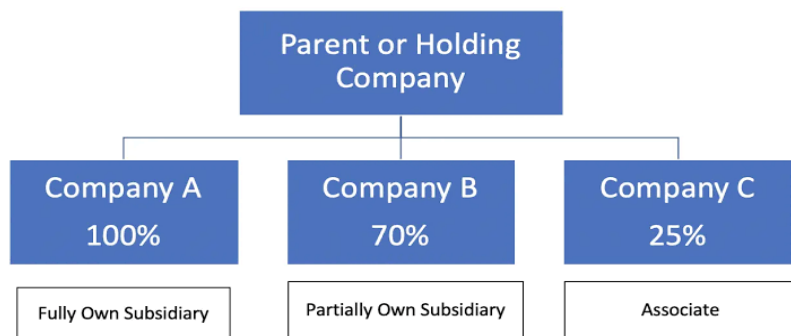 Parent or Holding
Company
Company A
100%
Company B
70%
Company C
25%
Fully Own Subsidiary
Partially Own Subsidiary
Associate